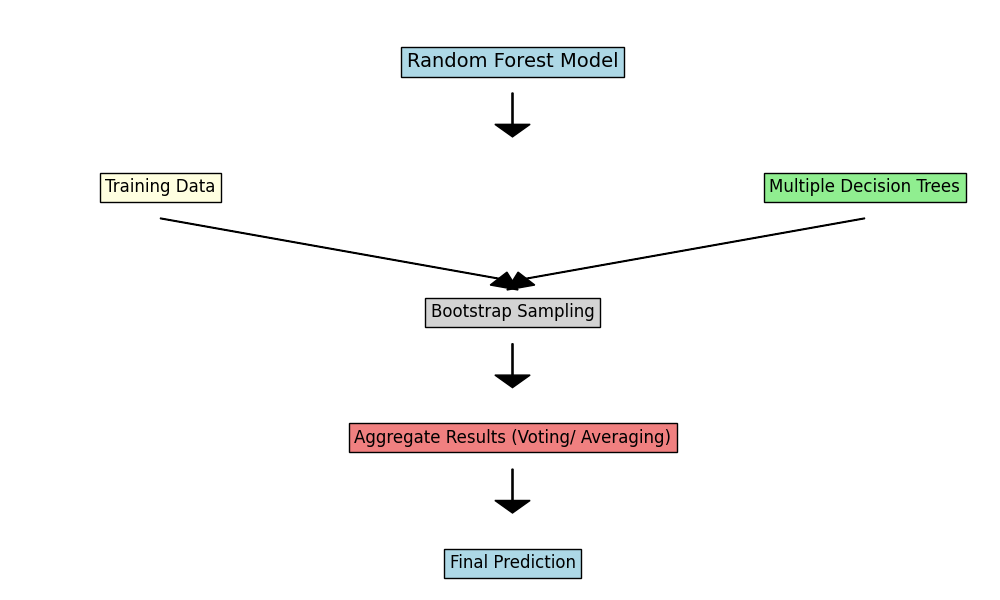 Random Forest Model
Training Data
Multiple Decision Trees
Bootstrap Sampling
Aggregate Results (Voting/ Averaging)
Final Prediction